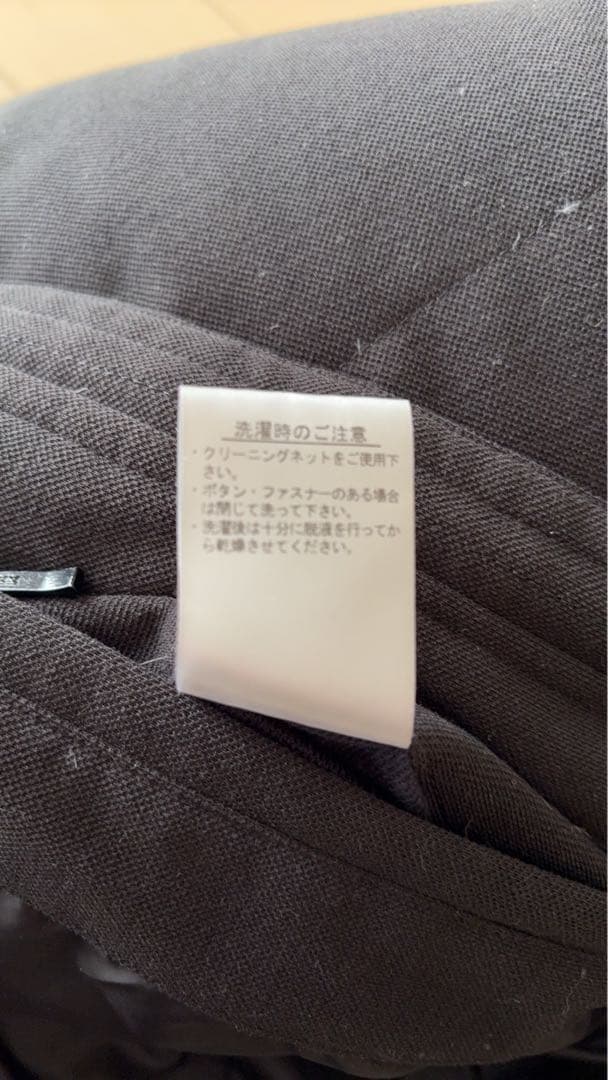 洗濯時のご注意
・クリーニングネットをご使用下
さい。
・ボタン・ファスナーのある場合
は閉じて洗って下さい。
・洗濯後は十分に脱液を行ってか
ら乾燥させてください。